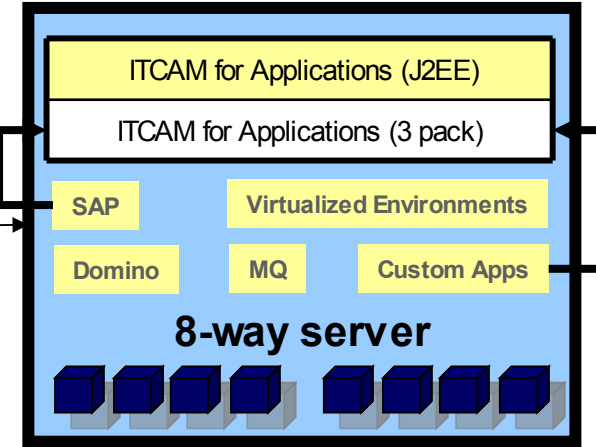 ITCAM for Applications (J2EE)
ITCAM for Applications (3 pack)
SAP
Virtualized Environments
Domino
MQ
Custom Apps
8-way server